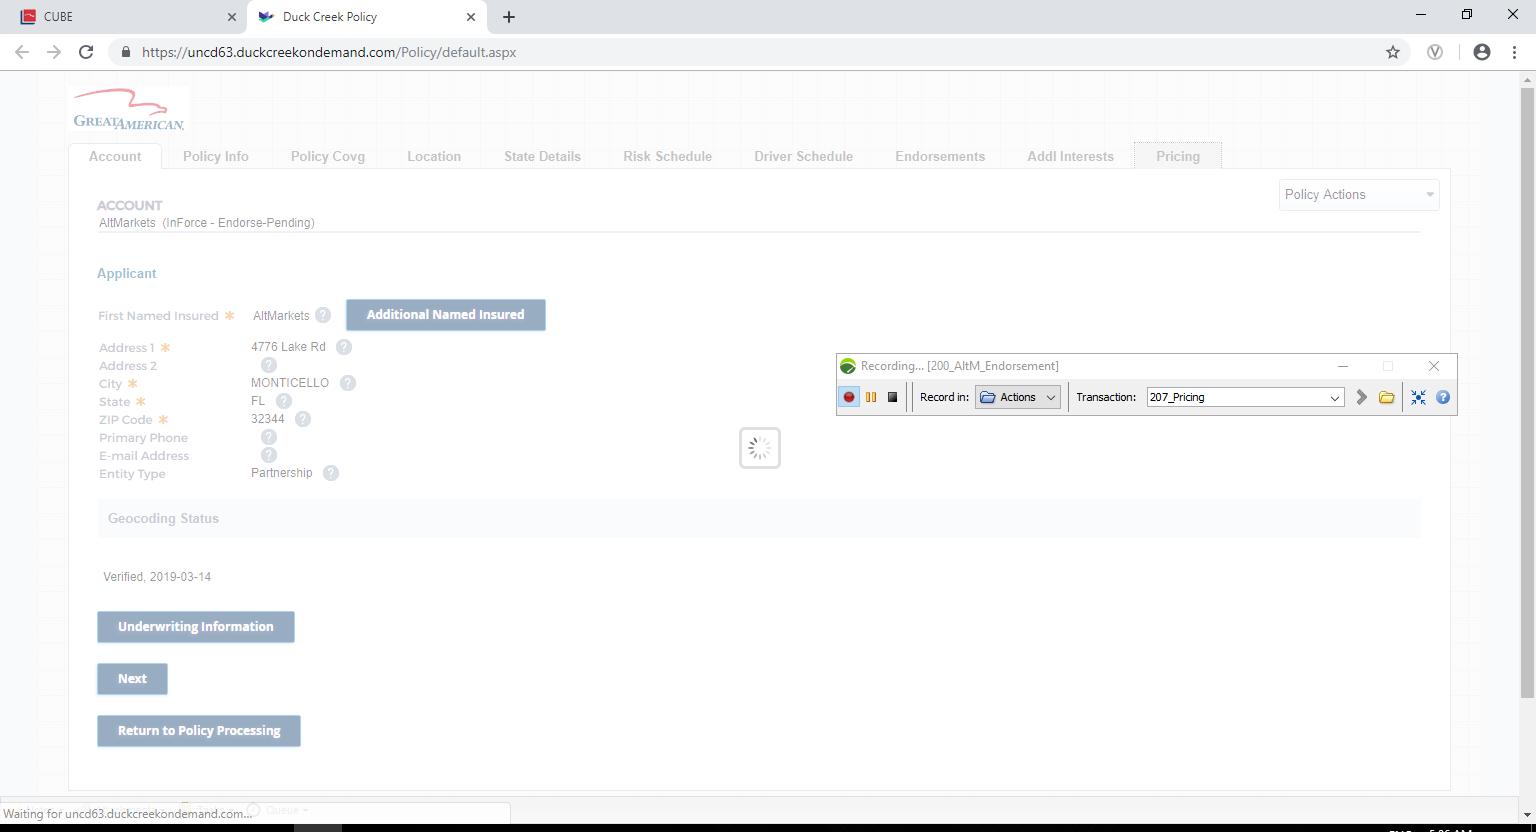 CUBE
Duck Creek Policy
https://uncd63.duckcreekondemand.com/Policy/default.aspx
GREATAMERICAN.
Account Policy Info Policy Covg Location State Details Risk Schedule Driver Schedule Endorsements Addl Interests Pricing
Policy Actions
ACCOUNT
AltMarkets (InForce - Endorse-Pending)
Applicant
First Named Insured * AltMarkets ? Additional Named Insured
Address 1 * 4776 Lake Rd ?
Address 2 ?
City * MONTICELLO ?
State * FL ?
ZIP Code * 32344 ?
Primary Phone ?
E-mail Address ?
Entity Type Partnership ?
Recording... [200_AltM_Endorsement]
Record in: Actions Transaction: 207_Pricing ?
Geocoding Status
Verified, 2019-03-14
Underwriting Information
Next
Return to Policy Processing
Queue
Waiting for uncd63.duckcreekondemand.com...